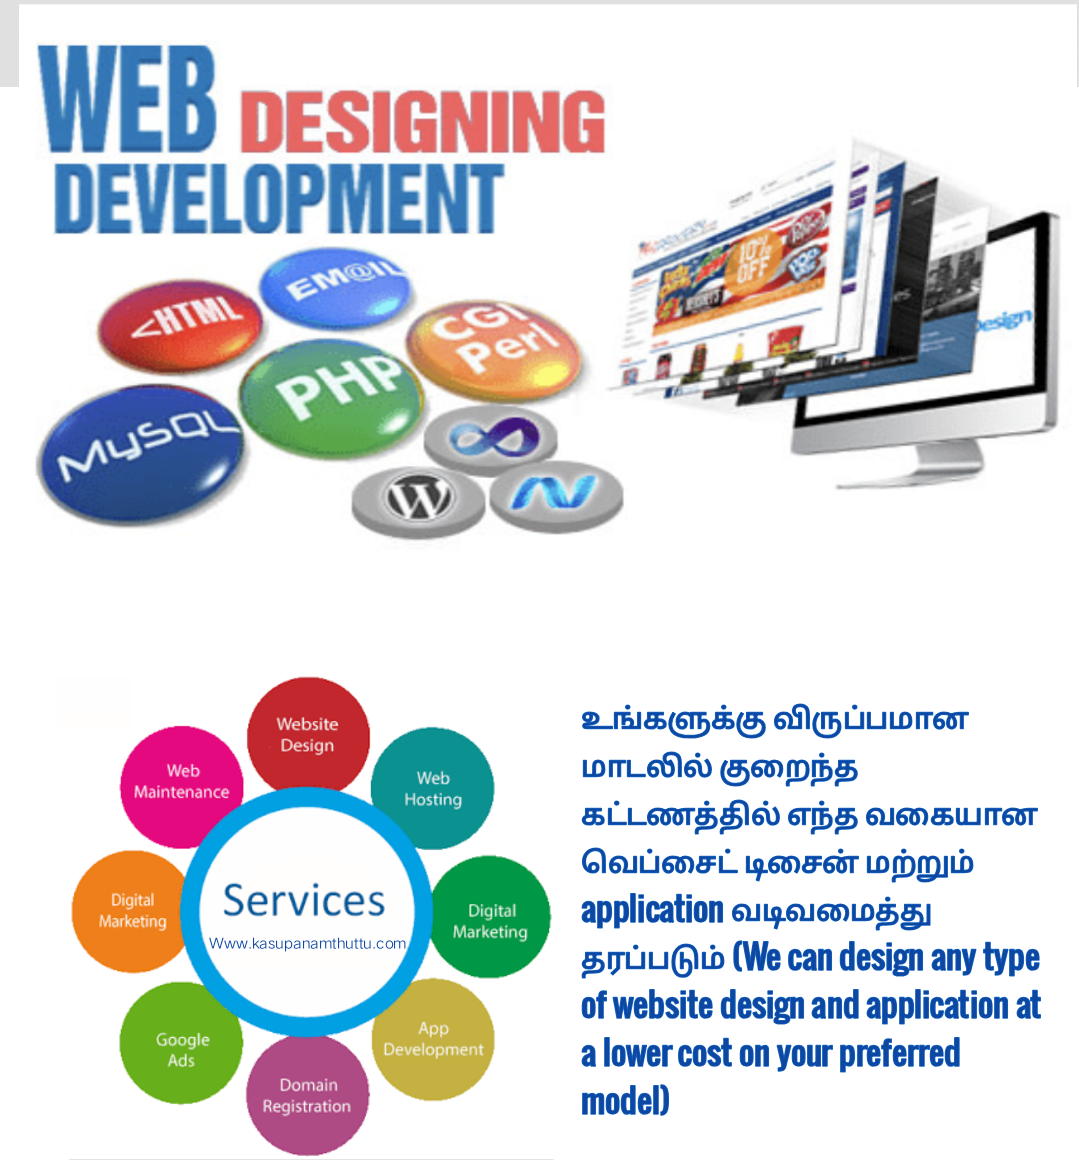 WEB DESIGNING
DEVELOPMENT
<HTML
EM@IL
CGI
Perl
PHP
MySQL
10%
OFF
Design
Website
Design
Web
Hosting
Digital
Marketing
App
Development
Domain
Registration
Google
Ads
Digital
Marketing
Web
Maintenance
Services
Www.kasupanamthuttu.com
உங்களுக்கு விருப்பமான
மாடலில் குறைந்த
கட்டணத்தில் எந்த வகையான
வெப்சைட் டிசைன் மற்றும்
application வடிவமைத்து
தரப்படும் (We can design any type
of website design and application at
a lower cost on your preferred
model)